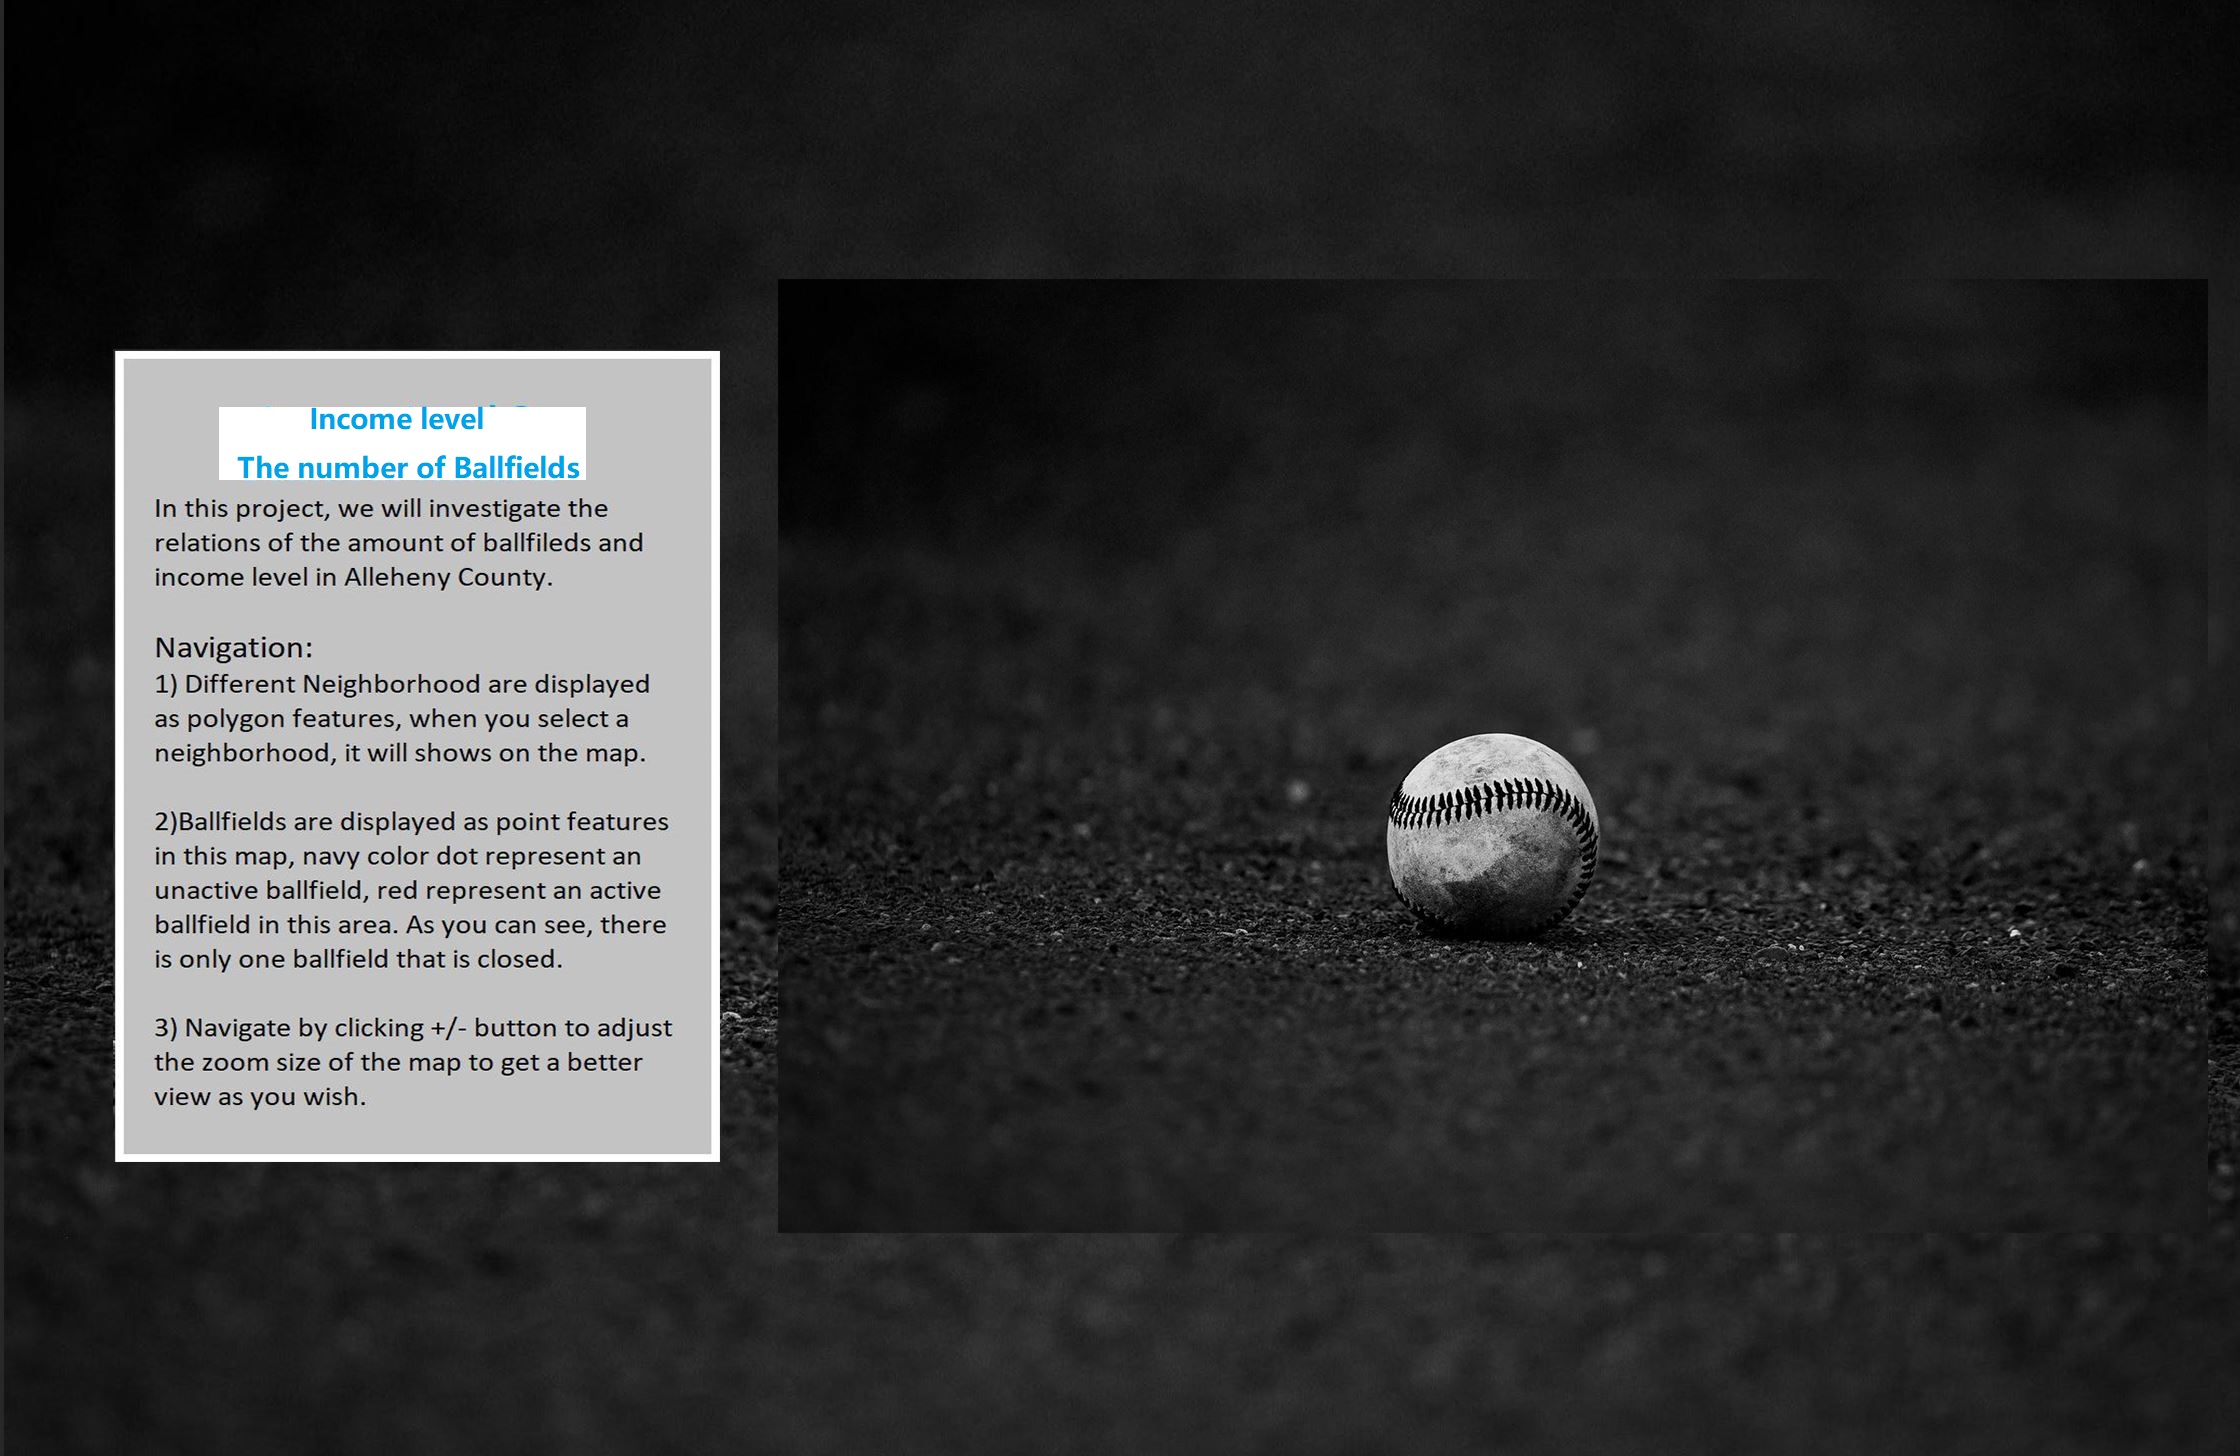 Income level
The number of Ballfields
In this project, we will investigate the
relations of the amount of ballfileds and
income level in Alleheny County.
Navigation:
1) Different Neighborhood are displayed
as polygon features, when you select a
neighborhood, it will shows on the map.
2)Ballfields are displayed as point features
in this map, navy color dot represent an
unactive ballfield, red represent an active
ballfield in this area. As you can see, there
is only one ballfield that is closed.
3) Navigate by clicking +/- button to adjust
the zoom size of the map to get a better
view as you wish.